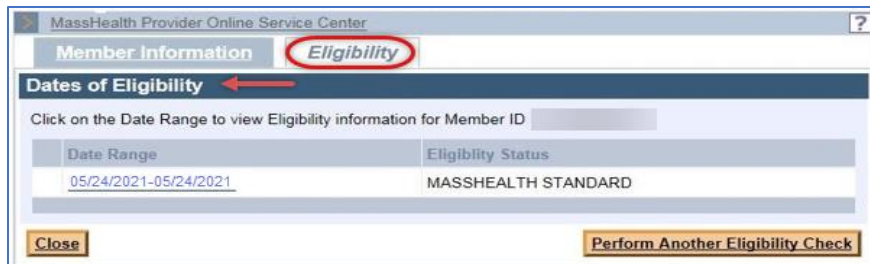 MassHealth Provider Online Service Center ?
Member Information Eligibility
Dates of Eligibility
Click on the Date Range to view Eligibility information for Member ID
Date Range Eligiblity Status
05/24/2021-05/24/2021 MASSHEALTH STANDARD
Close Perform Another Eligibility Check